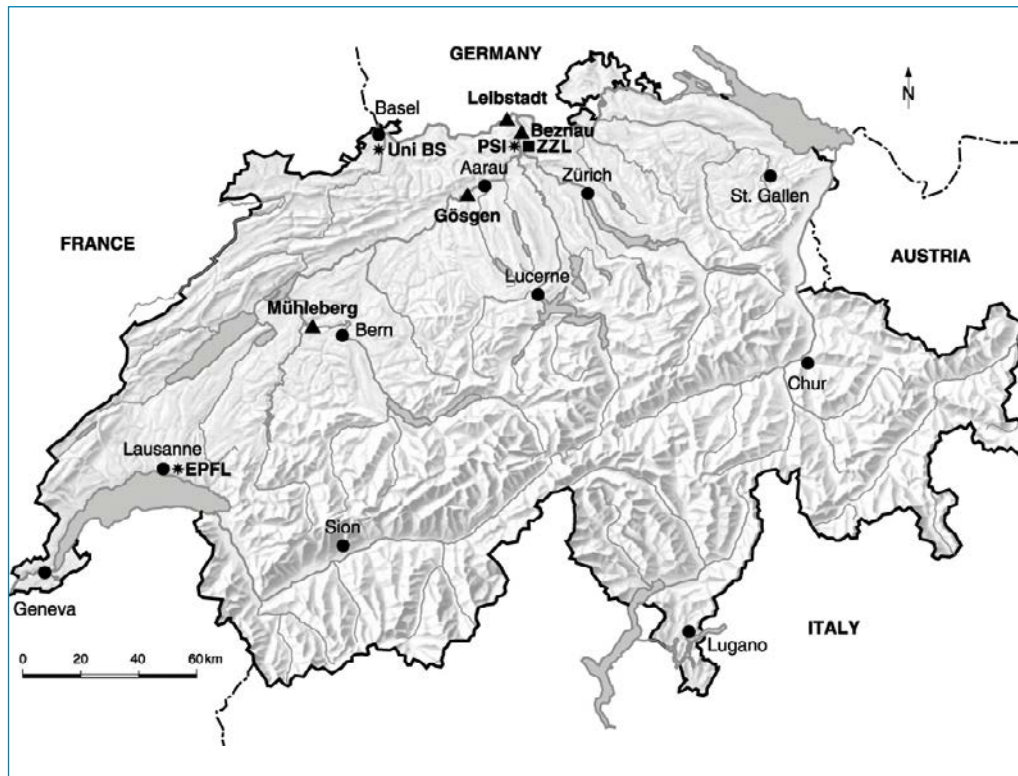 GERMANY
N
Leibstadt
Basel
Beznau
Uni BS
PSI
ZZL
Aarau
Zürich
St. Gallen
Gösgen
FRANCE
AUSTRIA
Lucerne
Mühleberg
Bern
Chur
Lausanne
EPFL
Sion
Geneva
ITALY
Lugano
0 20 40 60 km